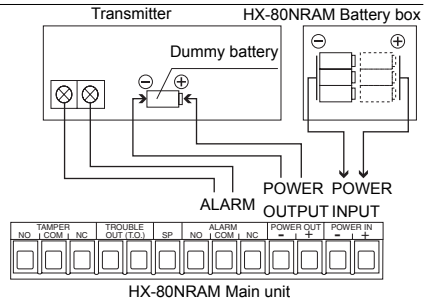 Transmitter
HX-80NRAM Battery box
Dummy battery
⊖ ⊕
⊖ ⊕
ALARM
POWER OUTPUT
POWER INPUT
TAMPER
NO COM NC
TROUBLE
OUT (T.O.)
SP
ALARM
NO COM NC
POWER OUT
− +
POWER IN
− +
HX-80NRAM Main unit